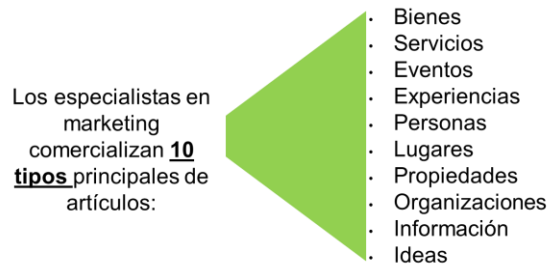 Los especialistas en
marketing
comercializan 10
tipos principales de
artículos:
• Bienes
• Servicios
• Eventos
• Experiencias
• Personas
• Lugares
• Propiedades
• Organizaciones
• Información
• Ideas